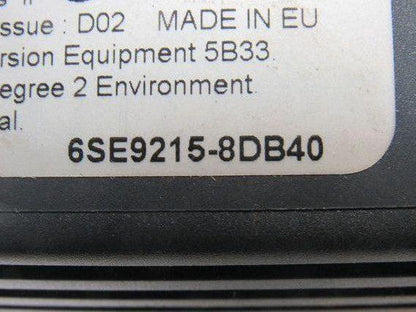 ssue : D02 MADE IN EU
rsion Equipment 5B33
egree 2 Environment
al.
6SE9215-8DB40